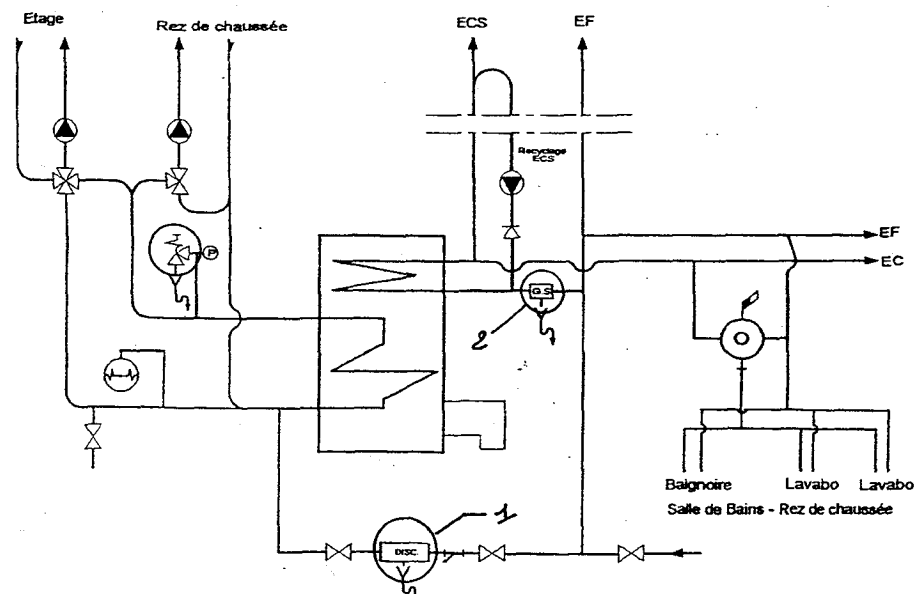 Etage
Rez de chaussée
ECS
EF
Recyclage
ECS
P
EF
EC
G.S
2
Baignoire
Lavabo
Lavabo
Salle de Bains - Rez de chaussée
1
DISC.